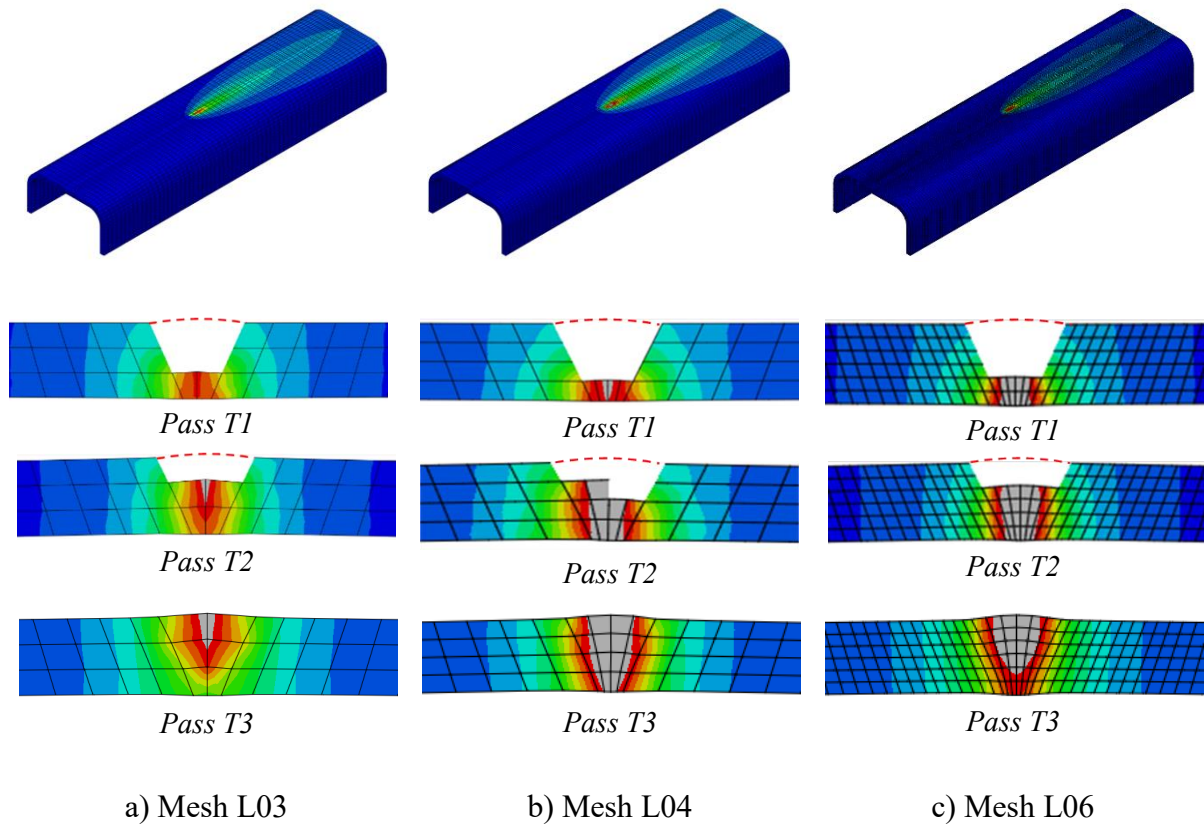 Pass T1
Pass T1
Pass T1
Pass T2
Pass T2
Pass T2
Pass T3
Pass T3
Pass T3
a) Mesh L03
b) Mesh L04
c) Mesh L06